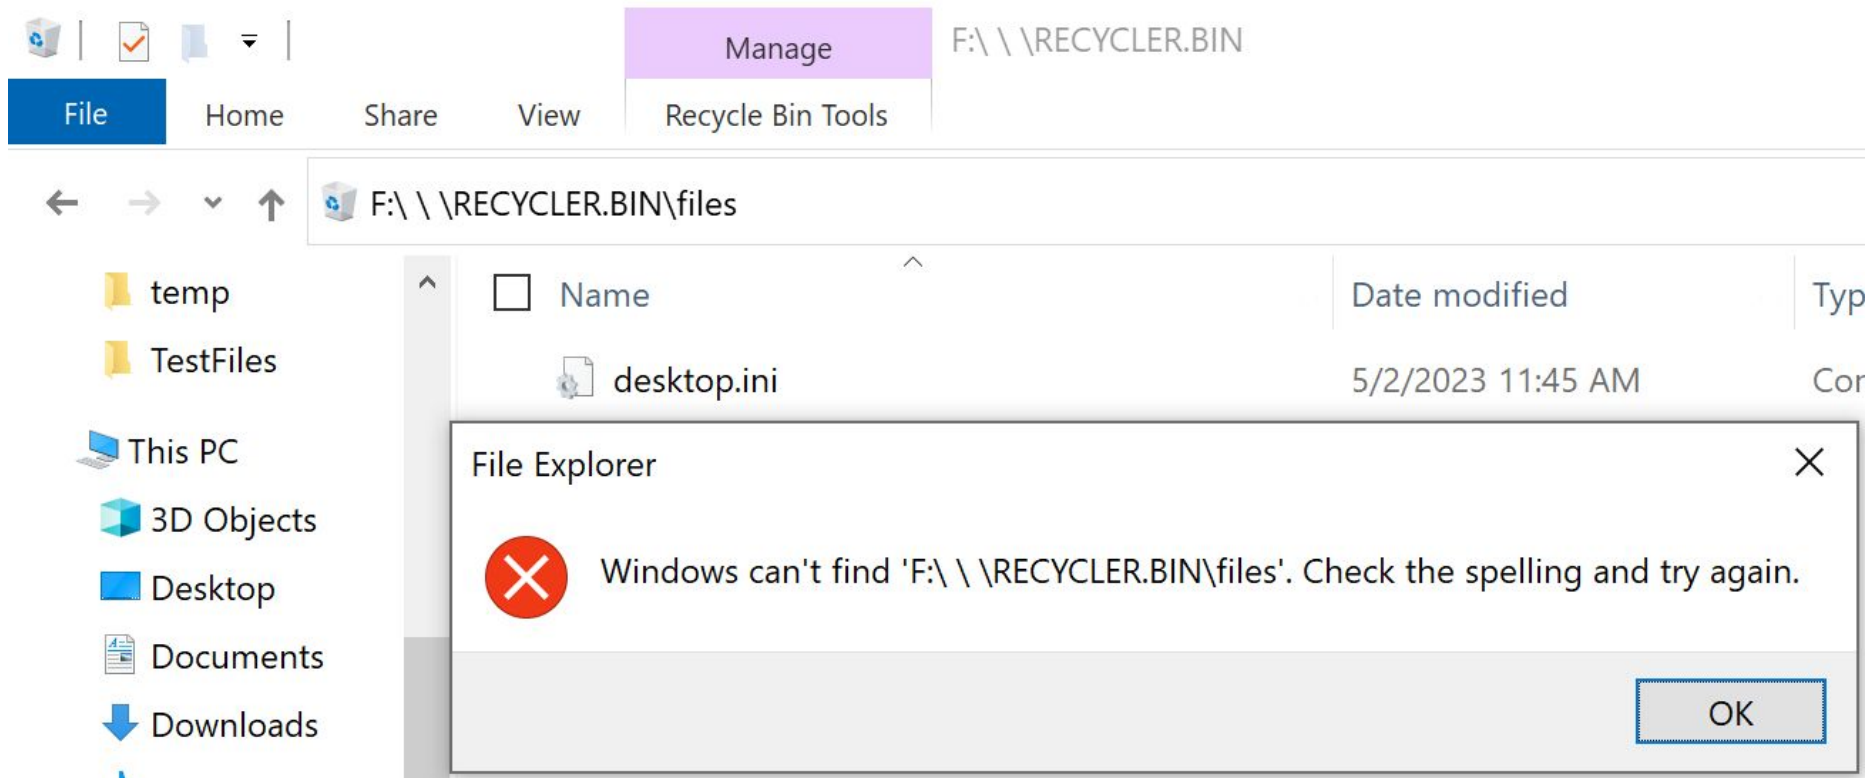 Manage
F:\ \ \RECYCLER.BIN
File
Home
Share
View
Recycle Bin Tools
F:\ \ \RECYCLER.BIN\files
temp
TestFiles
This PC
3D Objects
Desktop
Documents
Downloads
Name
Date modified
Typ
desktop.ini
5/2/2023 11:45 AM
Con
File Explorer
Windows can't find 'F:\ \ \RECYCLER.BIN\files'. Check the spelling and try again.
OK